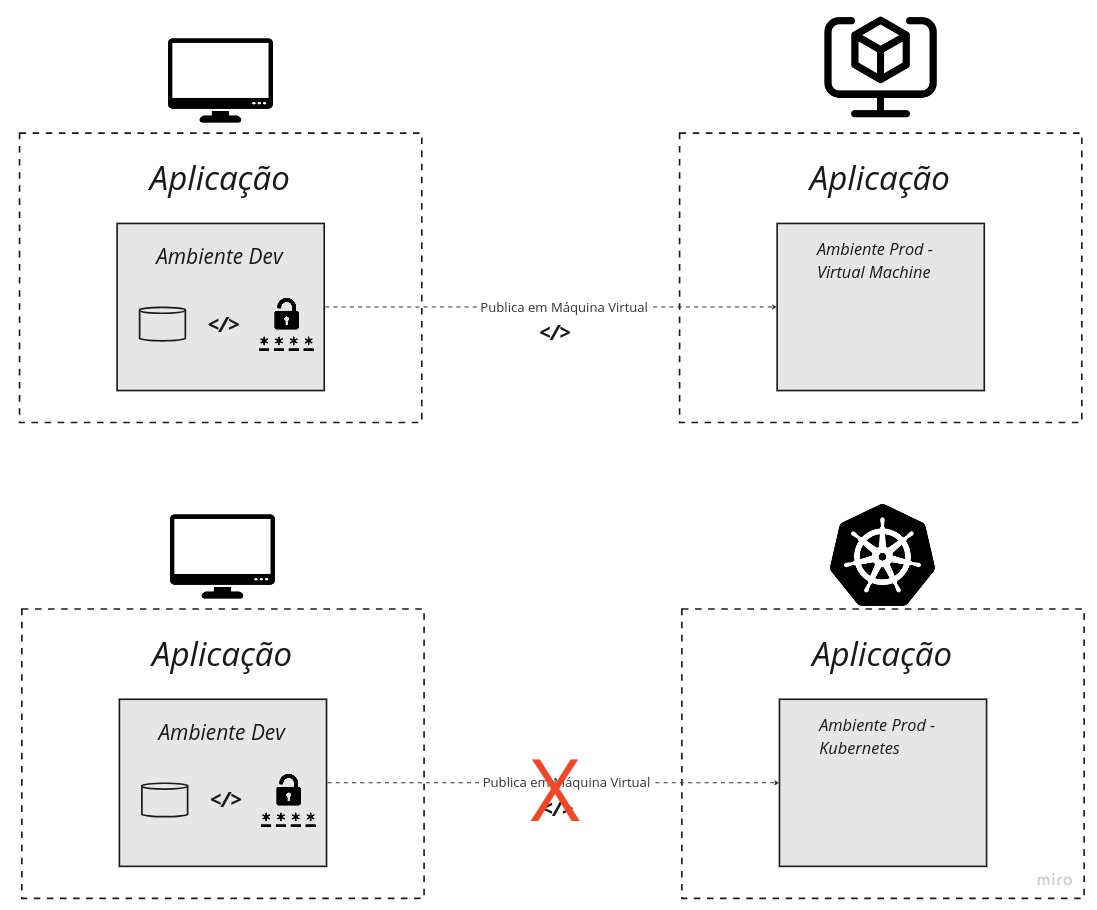 Aplicação
Aplicação
Ambiente Dev
</>
* * * *
Publica em Máquina Virtual
</>
Ambiente Prod -
Virtual Machine
Aplicação
Aplicação
Ambiente Dev
</>
* * * *
Publica em Máquina Virtual
</>
X
Ambiente Prod -
Kubernetes
miro